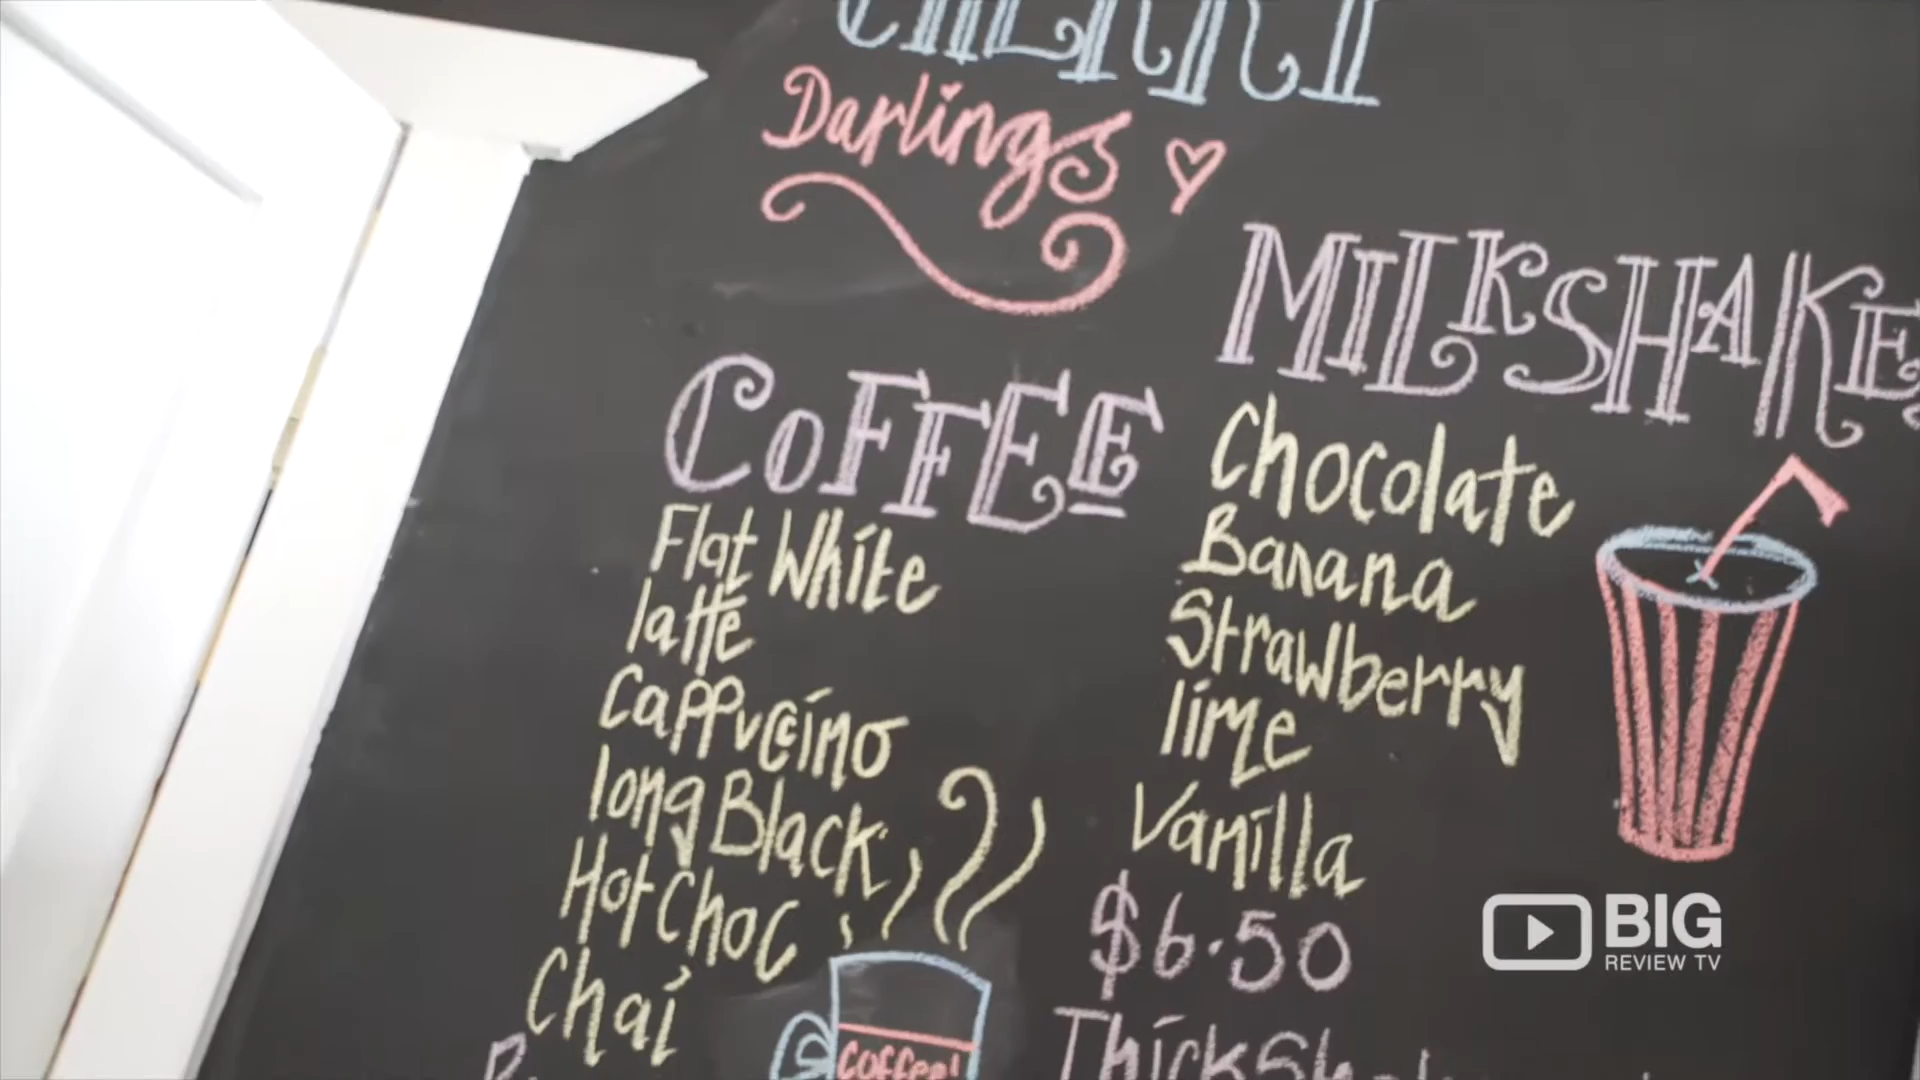 Darlings
COFFEE
Flat White
latte
Cappuccino
long Black
Hot Choc
Chai
coffee!
MILKSHAKE
Chocolate
Banana
Strawberry
lime
Vanilla
$6.50
BIG
REVIEW TV